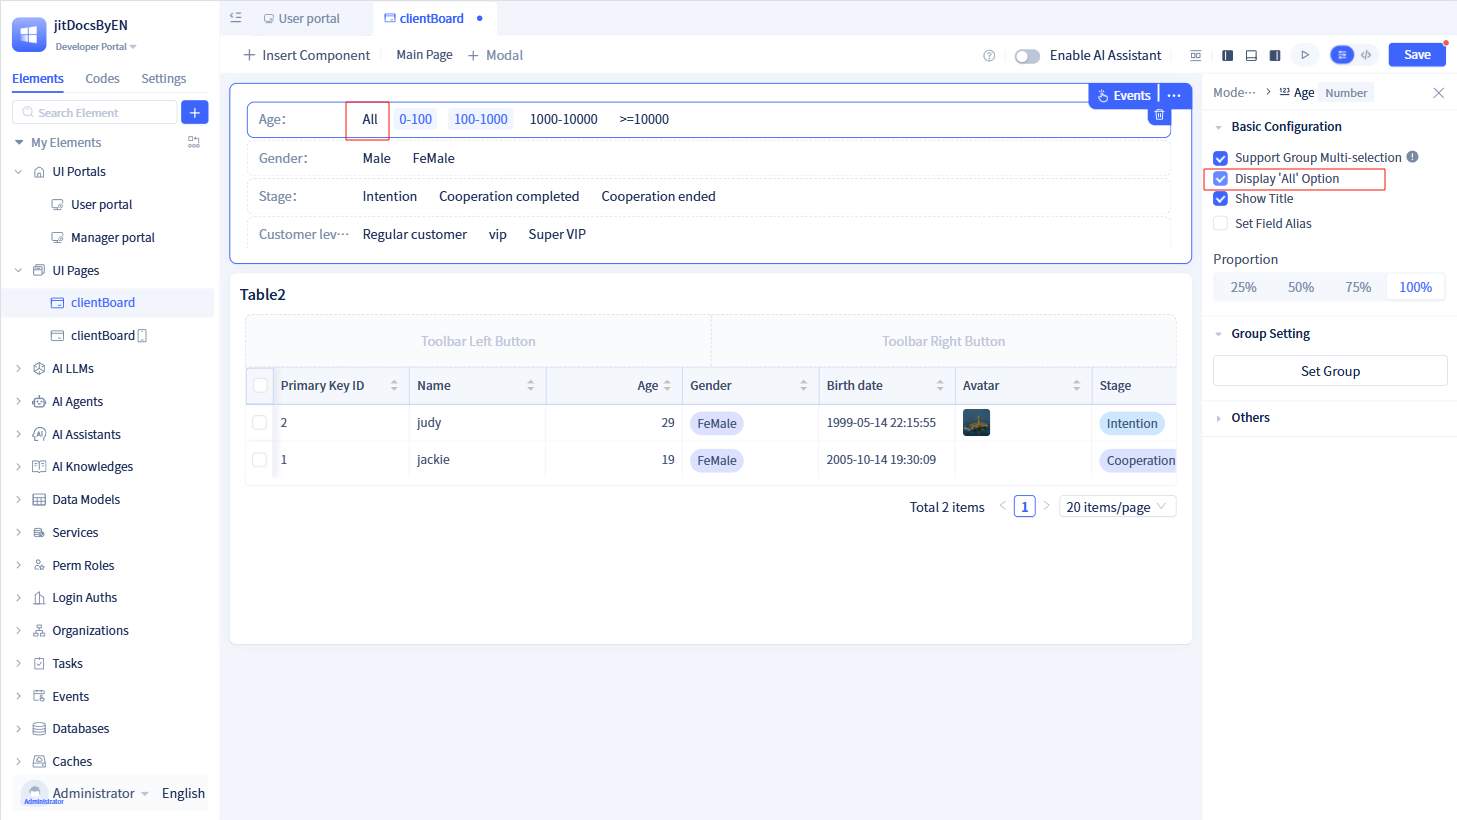 jitDocsByEN
Developer Portal
Elements Codes Settings
Search Element
My Elements
UI Portals
User portal
Manager portal
UI Pages
clientBoard
clientBoard
AI LLMs
AI Agents
AI Assistants
AI Knowledges
Data Models
Services
Perm Roles
Login Auths
Organizations
Tasks
Events
Databases
Caches
Administrator
Administrator
English
User portal clientBoard
Insert Component Main Page Modal
Enable AI Assistant
Save
Events
Age: All 0-100 100-1000 1000-10000 >=10000
Gender: Male FeMale
Stage: Intention Cooperation completed Cooperation ended
Customer lev··· Regular customer vip Super VIP
Table2
Toolbar Left Button Toolbar Right Button
Primary Key ID Name Age Gender Birth date Avatar Stage
2 judy 29 FeMale 1999-05-14 22:15:55 Intention
1 jackie 19 FeMale 2005-10-14 19:30:09 Cooperation
Total 2 items 1 20 items/page
Mode··· > 123 Age Number
Basic Configuration
Support Group Multi-selection
Display 'All' Option
Show Title
Set Field Alias
Proportion
25% 50% 75% 100%
Group Setting
Set Group
Others